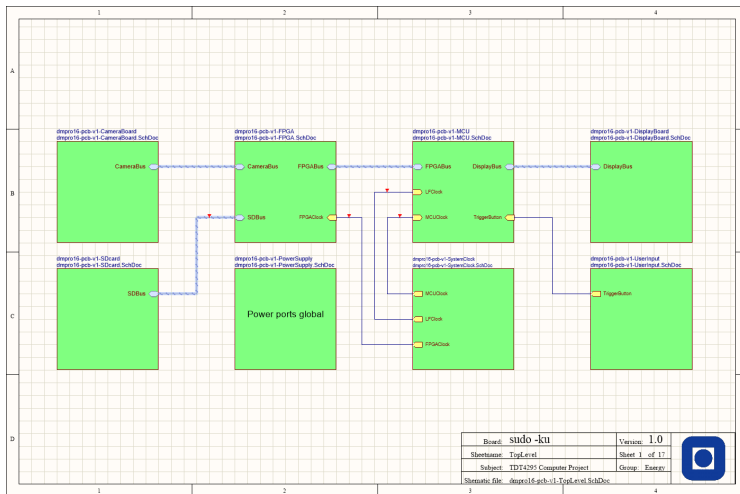 1 2 3 4
A
dmpro16-pcb-v1-CameraBoard
dmpro16-pcb-v1-CameraBoard.SchDoc
CameraBus
dmpro16-pcb-v1-FPGA
dmpro16-pcb-v1-FPGA.SchDoc
CameraBus FPGABus
SDBus FPGAClock
dmpro16-pcb-v1-MCU
dmpro16-pcb-v1-MCU.SchDoc
FPGABus DisplayBus
LFClock
MCUClock TriggerButton
dmpro16-pcb-v1-DisplayBoard
dmpro16-pcb-v1-DisplayBoard.SchDoc
DisplayBus
B B
dmpro16-pcb-v1-SDcard
dmpro16-pcb-v1-SDcard.SchDoc
SDBus
dmpro16-pcb-v1-PowerSupply
dmpro16-pcb-v1-PowerSupply.SchDoc
Power ports global
dmpro16-pcb-v1-SystemClock
dmpro16-pcb-v1-SystemClock.SchDoc
MCUClock
LFClock
FPGAClock
dmpro16-pcb-v1-UserInput
dmpro16-pcb-v1-UserInput.SchDoc
TriggerButton
C C
D
Board: sudo -ku Version: 1.0
Sheetname: TopLevel Sheet 1 of 17
Subject: TDT4295 Computer Project Group: Energy
Shematic file: dmpro16-pcb-v1-TopLevel.SchDoc
1 2 3 4